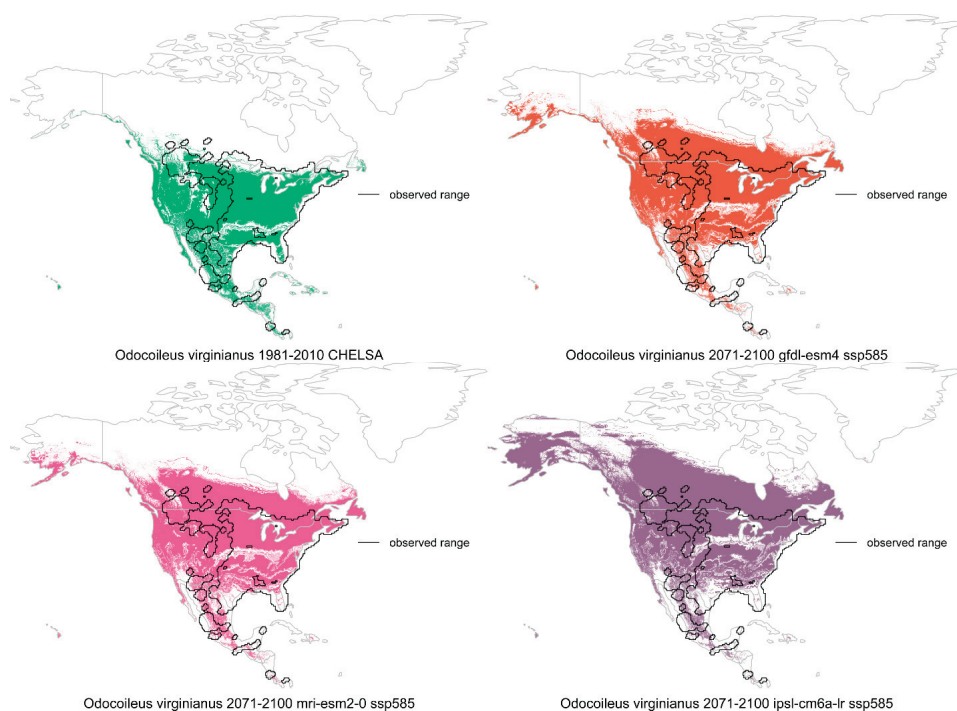 observed range
observed range
Odocoileus virginianus 1981-2010 CHELSA
Odocoileus virginianus 2071-2100 gfdl-esm4 ssp585
observed range
observed range
Odocoileus virginianus 2071-2100 mri-esm2-0 ssp585
Odocoileus virginianus 2071-2100 ipsl-cm6a-lr ssp585